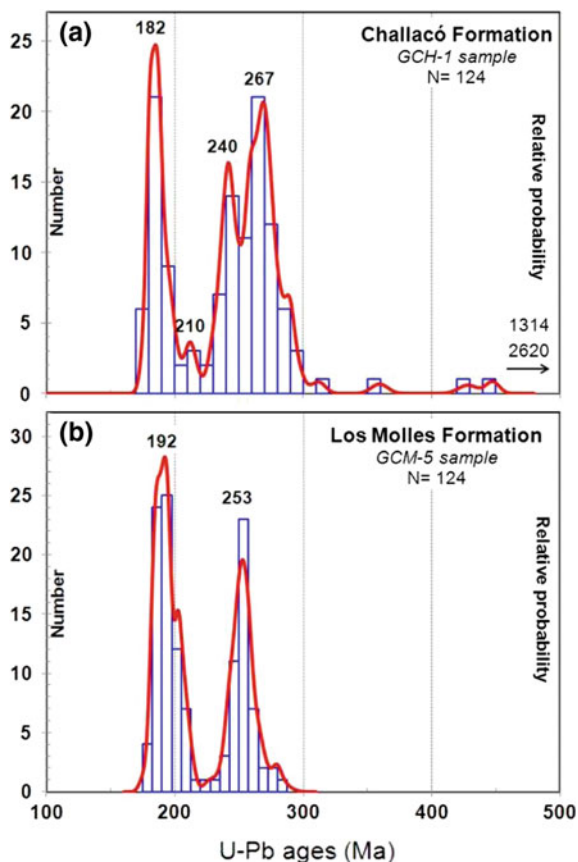 (a)
Challacó Formation
GCH-1 sample
N= 124
182
210
240
267
25
20
15
10
5
0
Number
Relative probability
1314
2620
(b)
Los Molles Formation
GCM-5 sample
N= 124
192
253
30
25
20
15
10
5
0
Number
Relative probability
100 200 300 400 500
U-Pb ages (Ma)